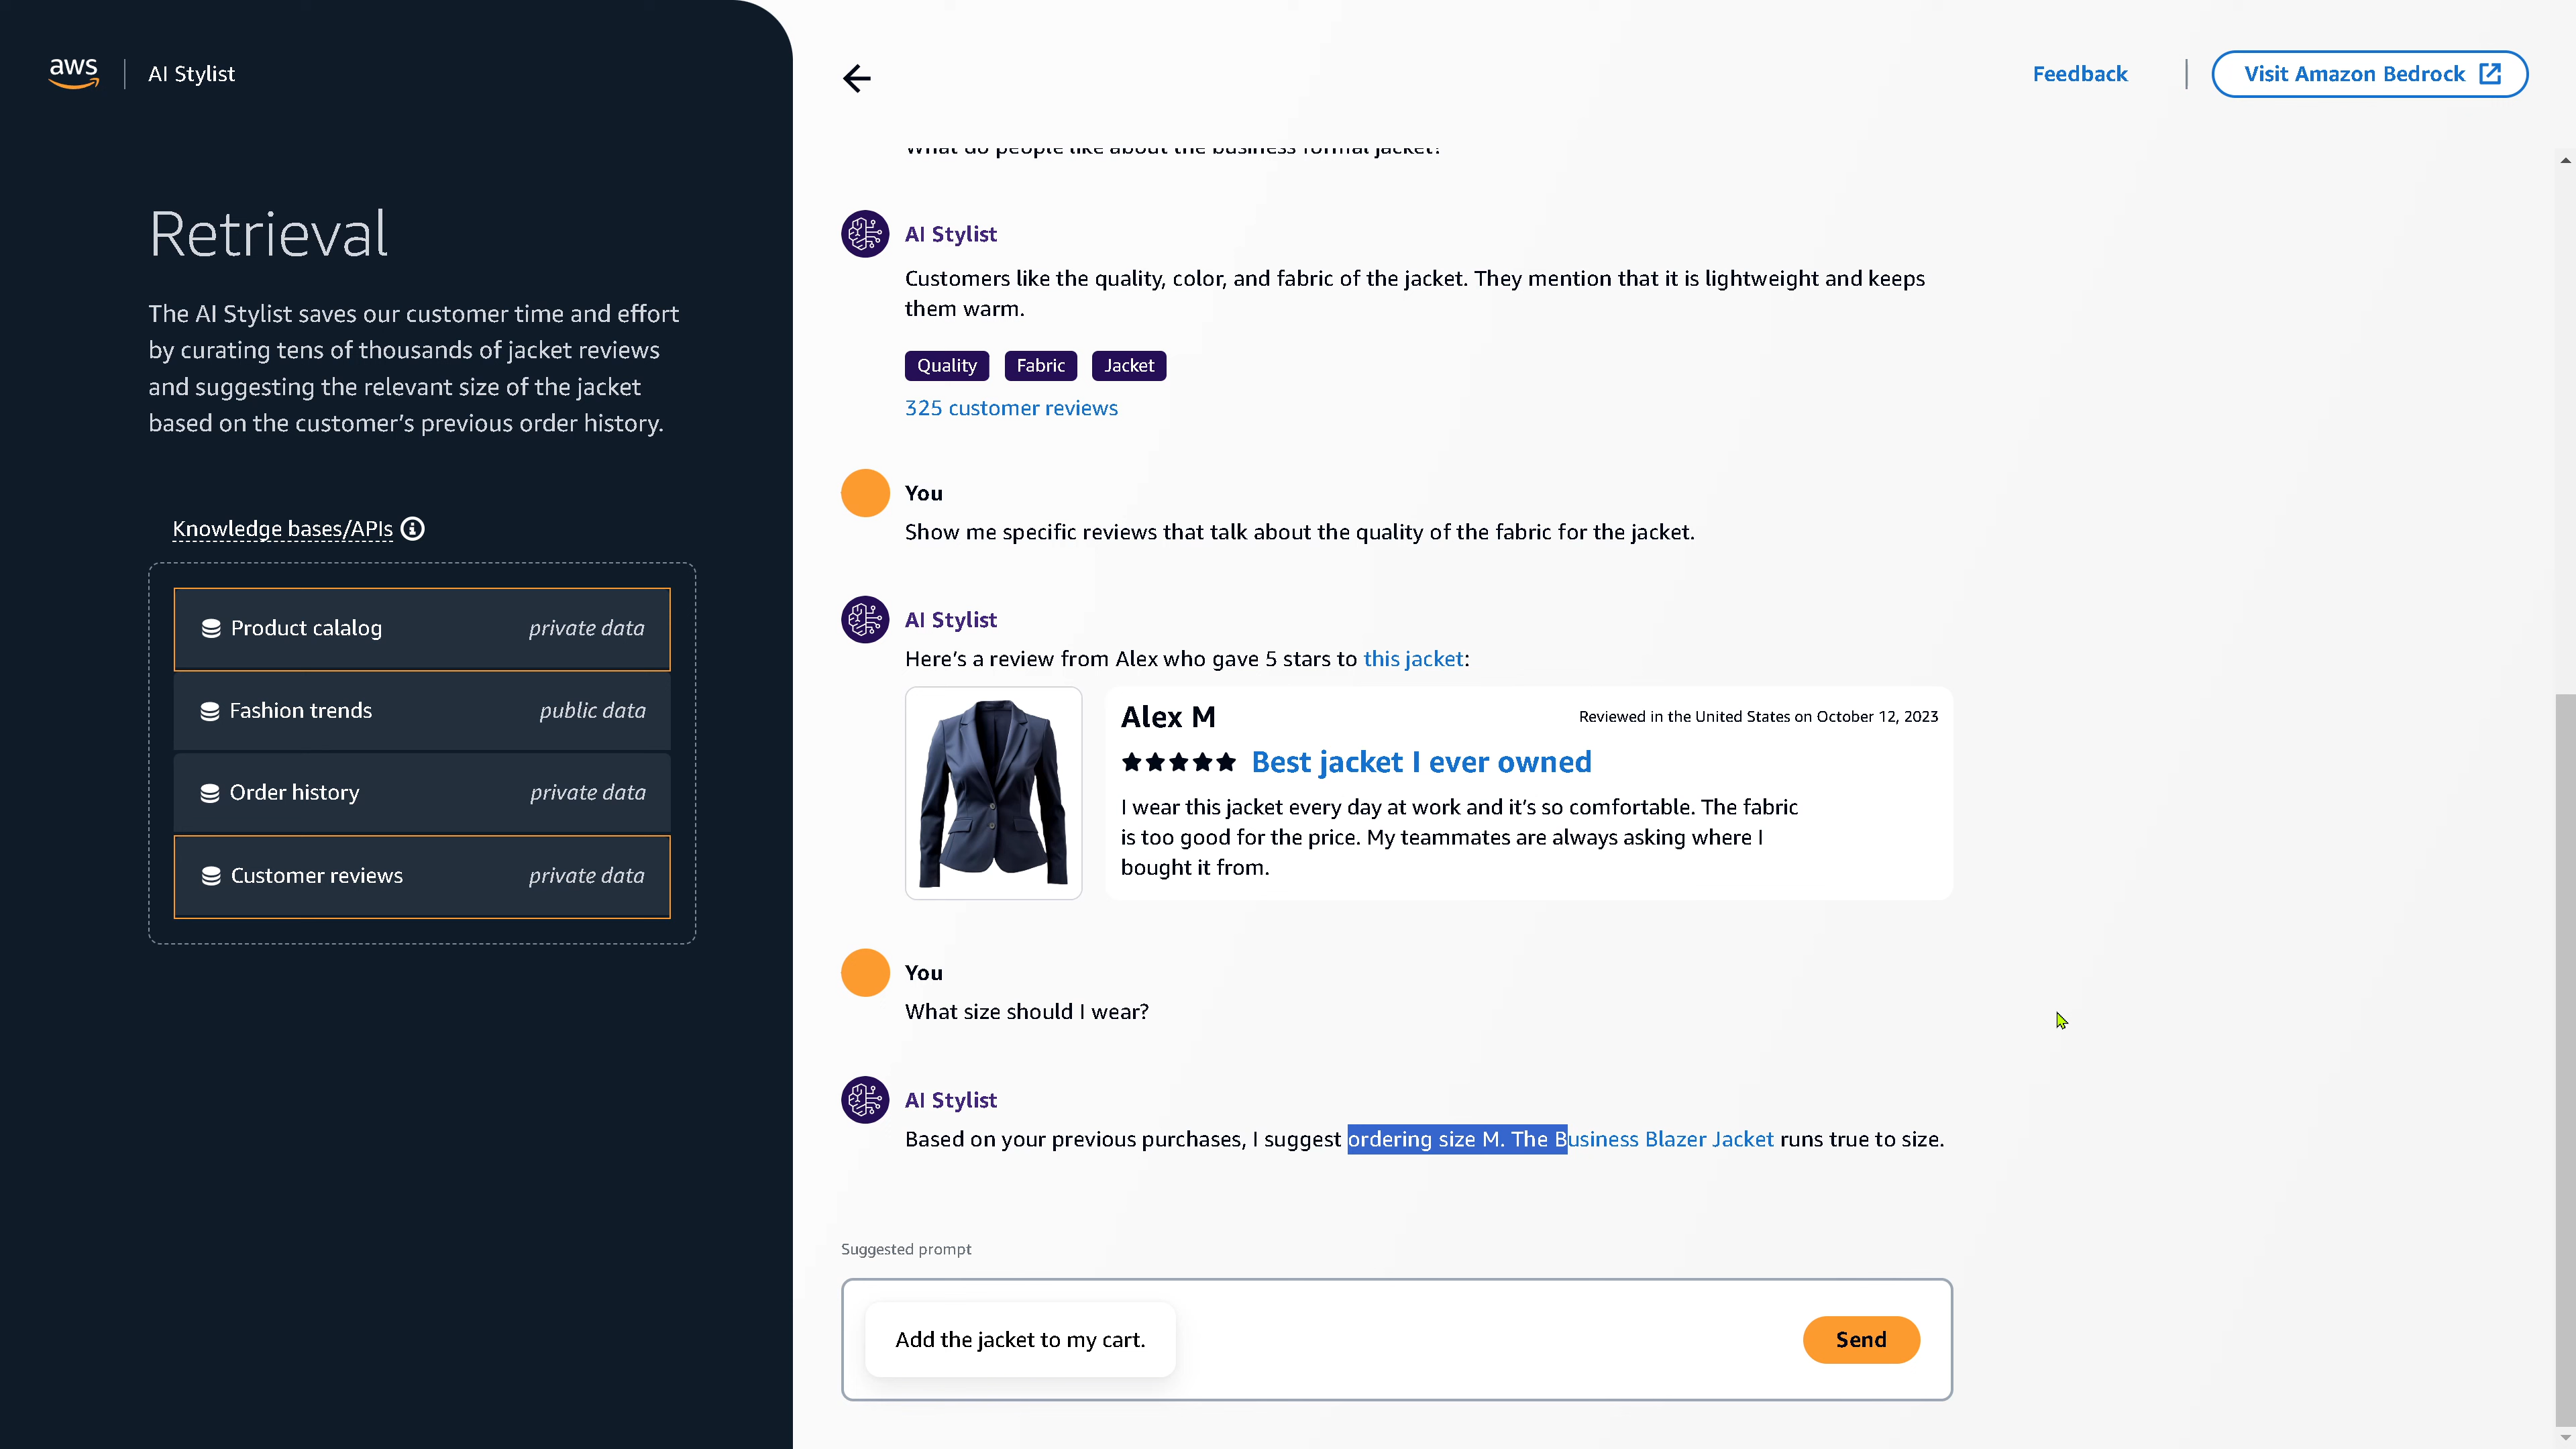 aws
AI Stylist
Retrieval
The AI Stylist saves our customer time and effort
by curating tens of thousands of jacket reviews
and suggesting the relevant size of the jacket
based on the customer's previous order history.
Knowledge bases/APIs
Product calalog private data
Fashion trends public data
Order history private data
Customer reviews private data
Feedback
Visit Amazon Bedrock
What do people like about the business formal jacket?
AI Stylist
Customers like the quality, color, and fabric of the jacket. They mention that it is lightweight and keeps
them warm.
Quality Fabric Jacket
325 customer reviews
You
Show me specific reviews that talk about the quality of the fabric for the jacket.
AI Stylist
Here's a review from Alex who gave 5 stars to this jacket:
Alex M
Reviewed in the United States on October 12, 2023
Best jacket I ever owned
I wear this jacket every day at work and it's so comfortable. The fabric
is too good for the price. My teammates are always asking where I
bought it from.
You
What size should I wear?
AI Stylist
Based on your previous purchases, I suggest ordering size M. The Business Blazer Jacket runs true to size.
Suggested prompt
Add the jacket to my cart.
Send